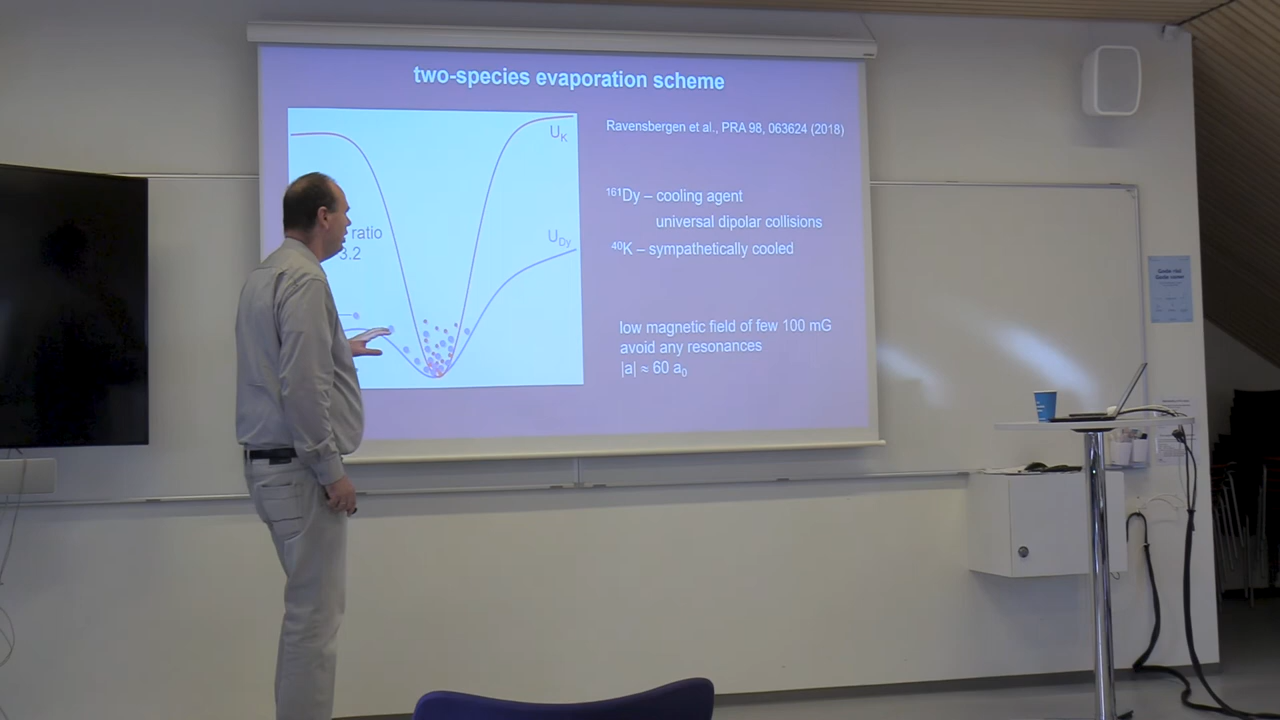 two-species evaporation scheme
U_K
Ravensbergen et al., PRA 98, 063624 (2018)
ratio
3.2
U_Dy
¹⁶¹Dy – cooling agent
universal dipolar collisions
⁴⁰K – sympathetically cooled
low magnetic field of few 100 mG
avoid any resonances
|a| ≈ 60 a₀